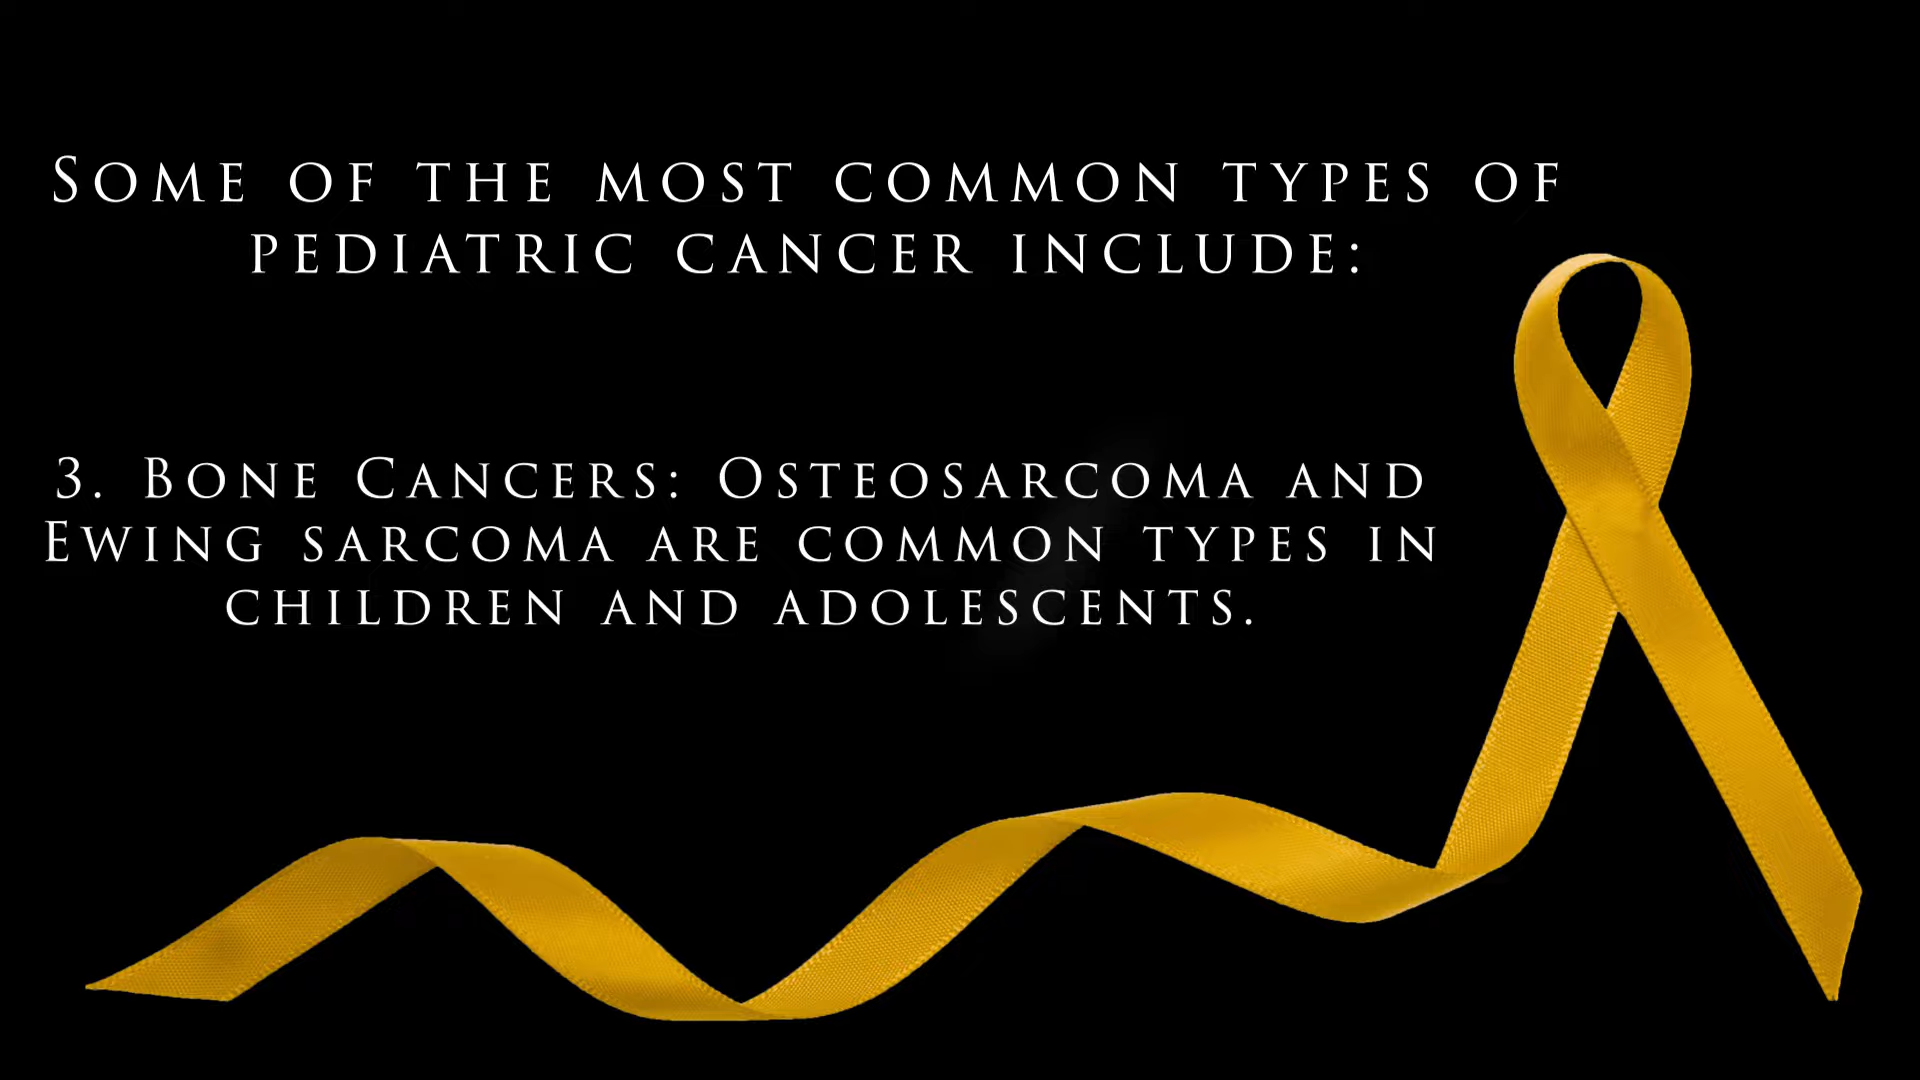 Some of the most common types of
pediatric cancer include:
3. Bone Cancers: Osteosarcoma and
Ewing sarcoma are common types in
children and adolescents.